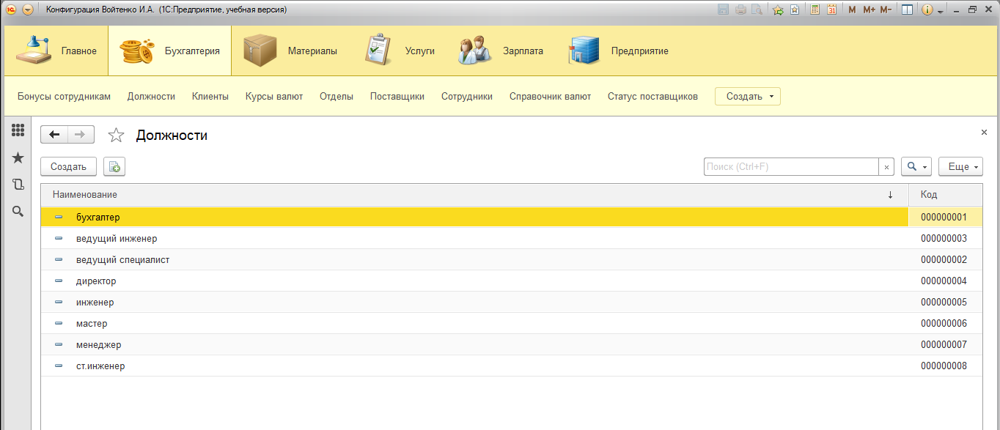 Конфигурация Войтенко И.А. (1С:Предприятие, учебная версия) 31 M M+ M-
Главное Бухгалтерия Материалы Услуги Зарплата Предприятие
Бонусы сотрудникам Должности Клиенты Курсы валют Отделы Поставщики Сотрудники Справочник валют Статус поставщиков Создать
Должности
Создать Поиск (Ctrl+F) Еще
Наименование Код
бухгалтер 000000001
ведущий инженер 000000003
ведущий специалист 000000002
директор 000000004
инженер 000000005
мастер 000000006
менеджер 000000007
ст.инженер 000000008